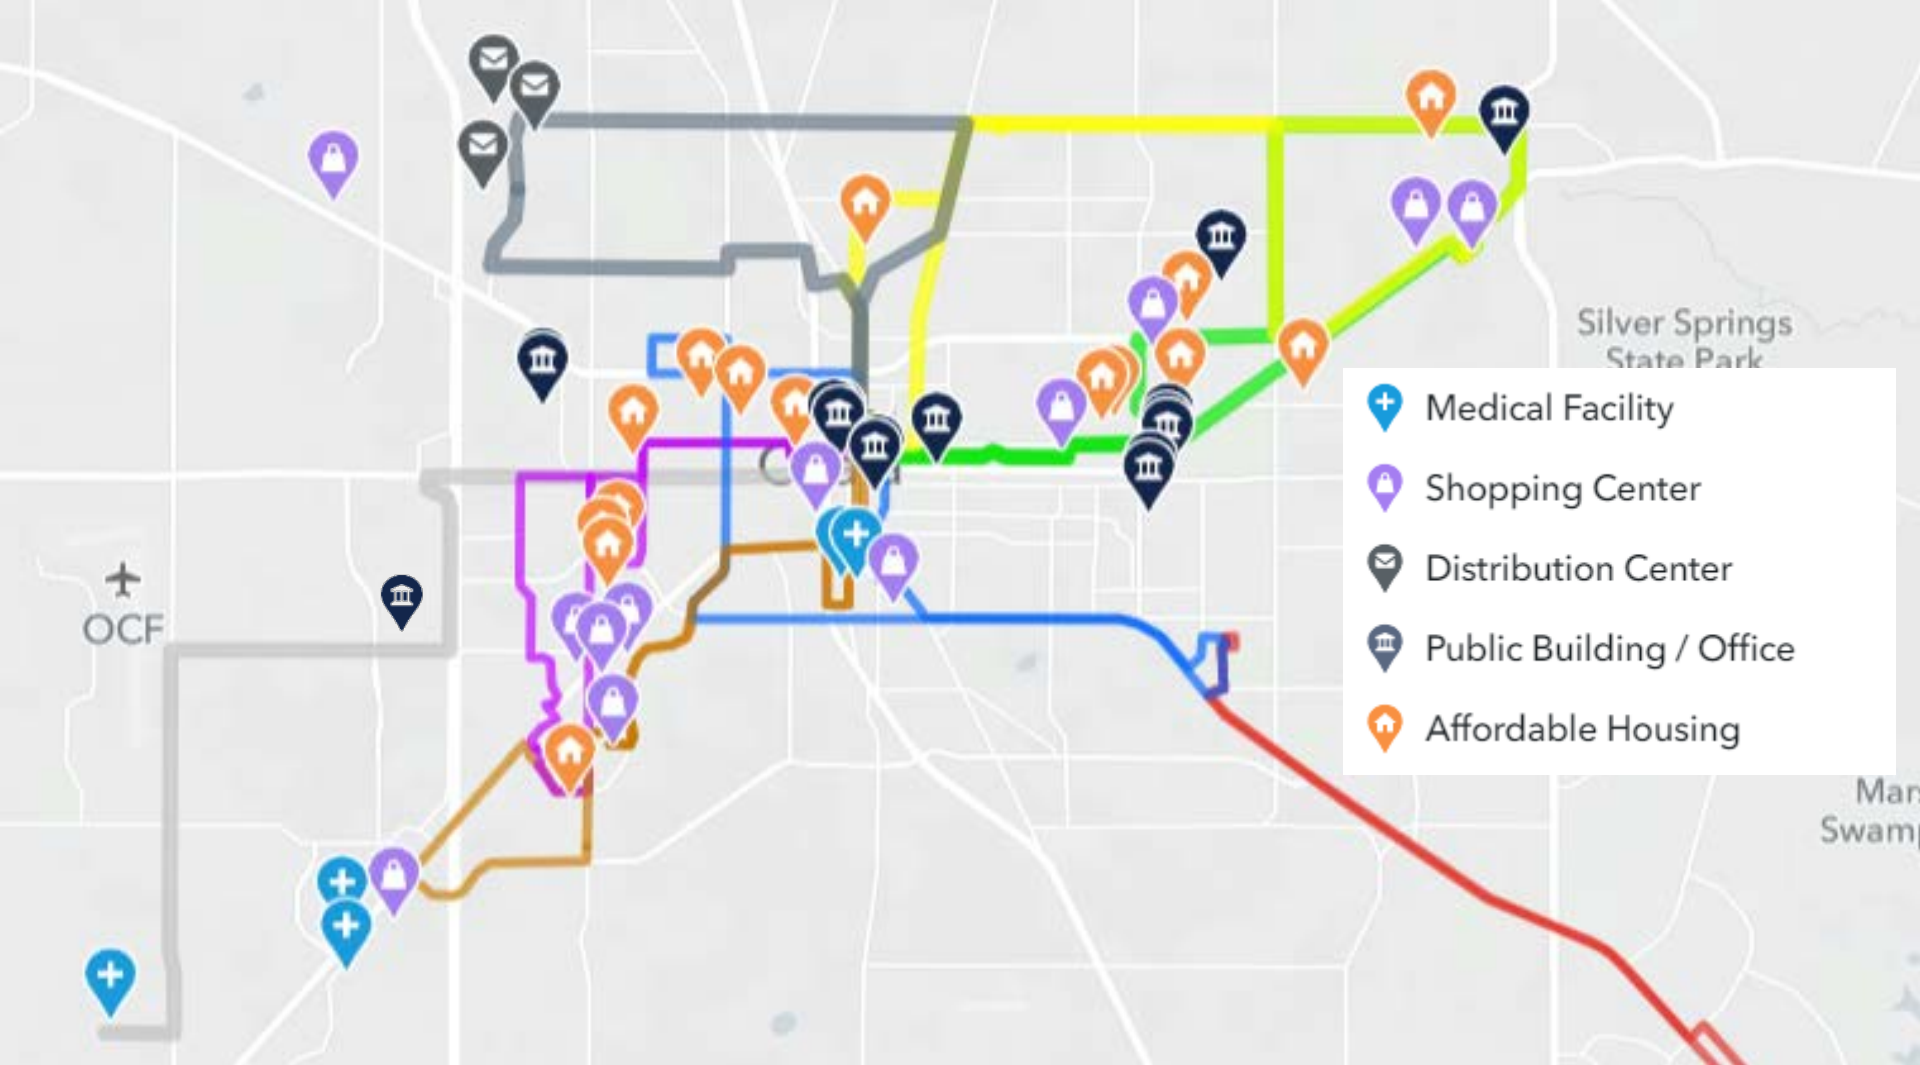 Silver Springs
State Park
Medical Facility
Shopping Center
Distribution Center
OCF
Public Building / Office
Affordable Housing